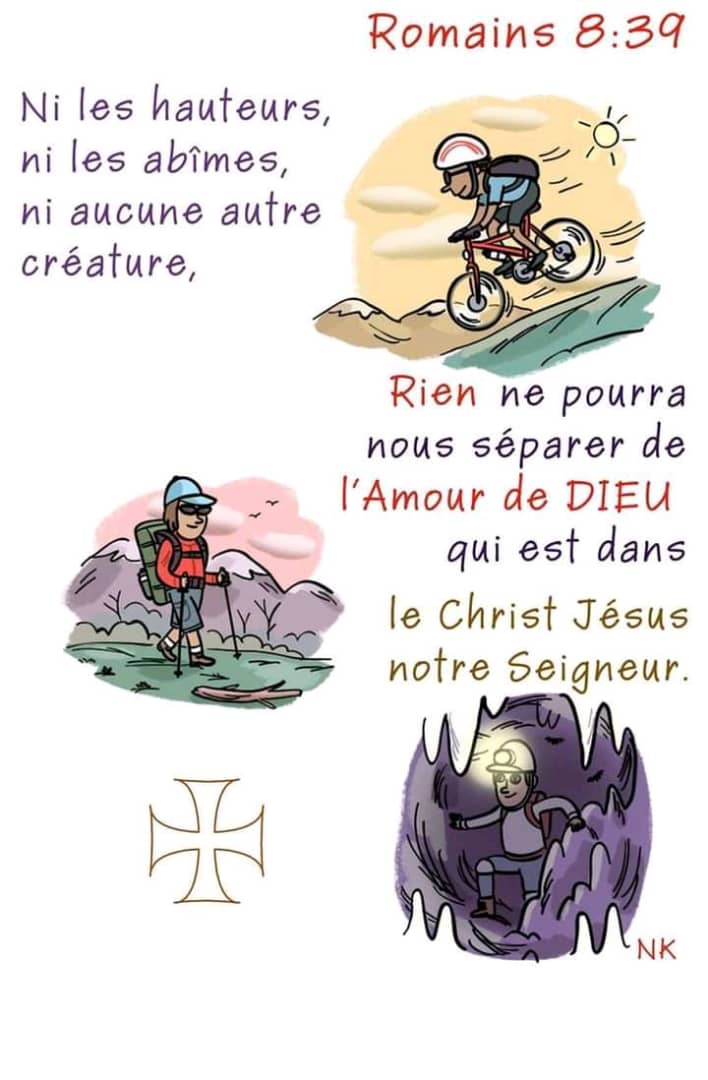 Romains 8:39
Ni les hauteurs,
ni les abîmes,
ni aucune autre
créature,
Rien ne pourra
nous séparer de
l'Amour de DIEU
qui est dans
le Christ Jésus
notre Seigneur.
NK